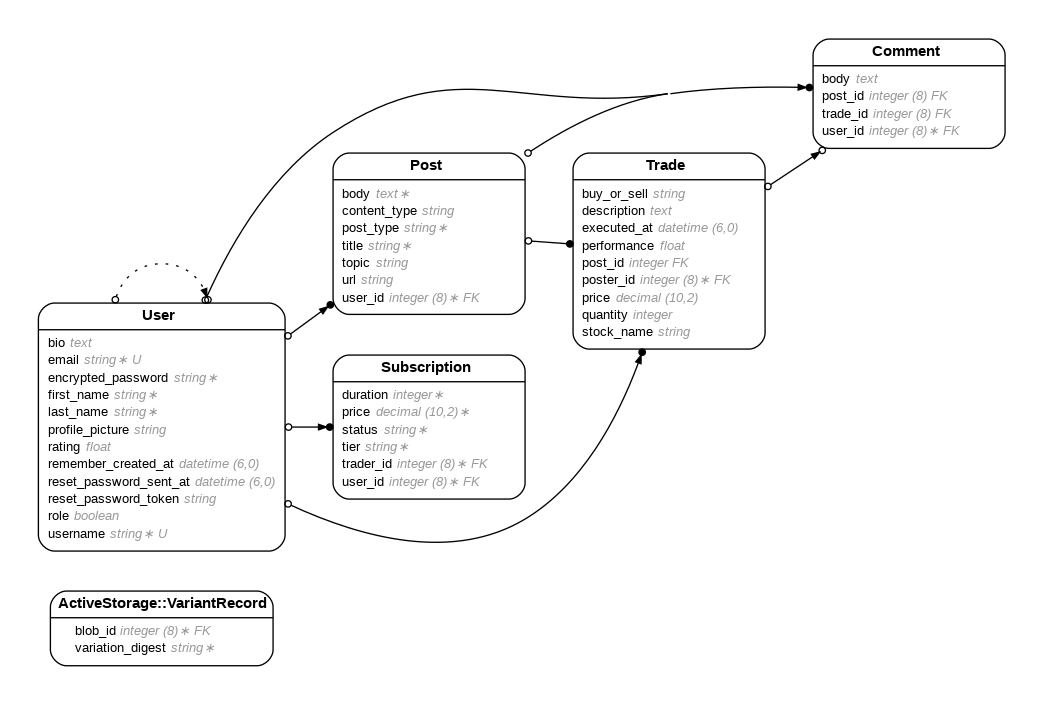 Comment
body text
post_id integer (8) FK
trade_id integer (8) FK
user_id integer (8)∗ FK
Post
body text∗
content_type string
post_type string∗
title string∗
topic string
url string
user_id integer (8)∗ FK
Trade
buy_or_sell string
description text
executed_at datetime (6,0)
performance float
post_id integer FK
poster_id integer (8)∗ FK
price decimal (10,2)
quantity integer
stock_name string
User
bio text
email string∗ U
encrypted_password string∗
first_name string∗
last_name string∗
profile_picture string
rating float
remember_created_at datetime (6,0)
reset_password_sent_at datetime (6,0)
reset_password_token string
role boolean
username string∗ U
Subscription
duration integer∗
price decimal (10,2)∗
status string∗
tier string∗
trader_id integer (8)∗ FK
user_id integer (8)∗ FK
ActiveStorage::VariantRecord
blob_id integer (8)∗ FK
variation_digest string∗